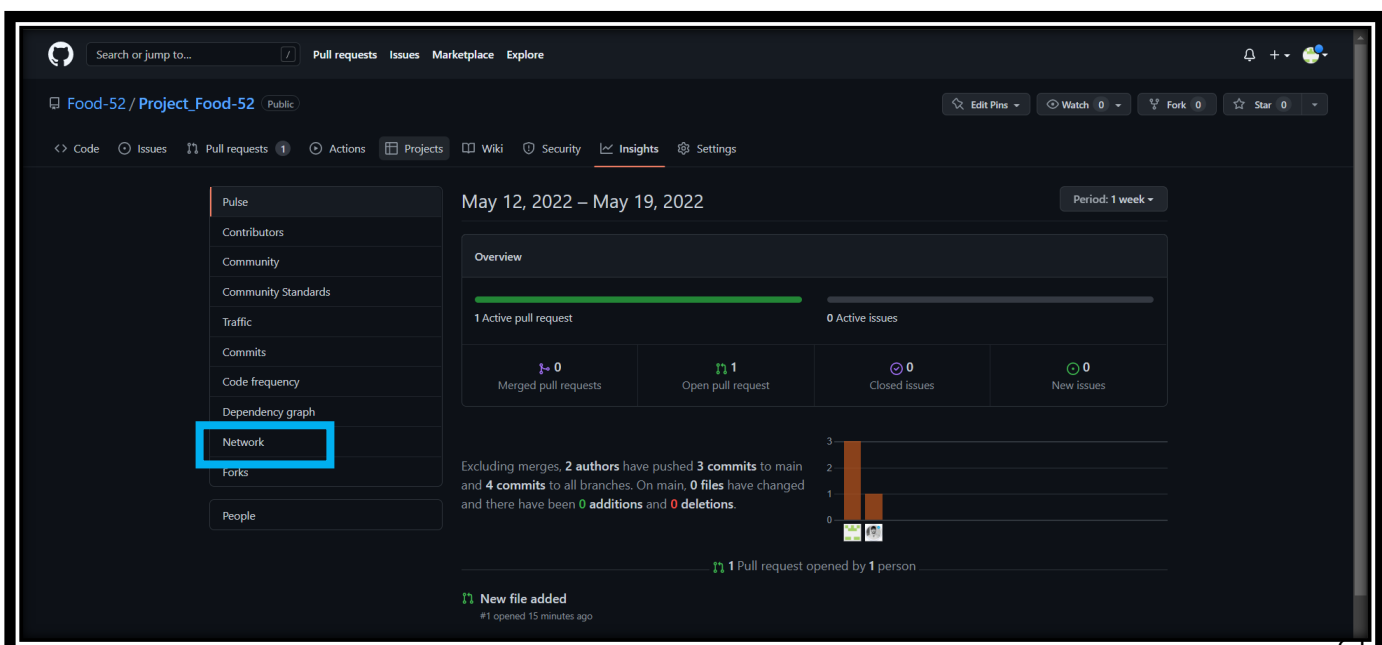 Search or jump to... /
Pull requests Issues Marketplace Explore
Food-52 / Project_Food-52 Public
Edit Pins Watch 0 Fork 0 Star 0
<> Code Issues Pull requests 1 Actions Projects Wiki Security Insights Settings
Pulse
Contributors
Community
Community Standards
Traffic
Commits
Code frequency
Dependency graph
Network
Forks
People
May 12, 2022 – May 19, 2022
Period: 1 week
Overview
1 Active pull request
0 Active issues
0
Merged pull requests
1
Open pull request
0
Closed issues
0
New issues
Excluding merges, 2 authors have pushed 3 commits to main
and 4 commits to all branches. On main, 0 files have changed
and there have been 0 additions and 0 deletions.
3
2
1
0
1 Pull request opened by 1 person
New file added
#1 opened 15 minutes ago